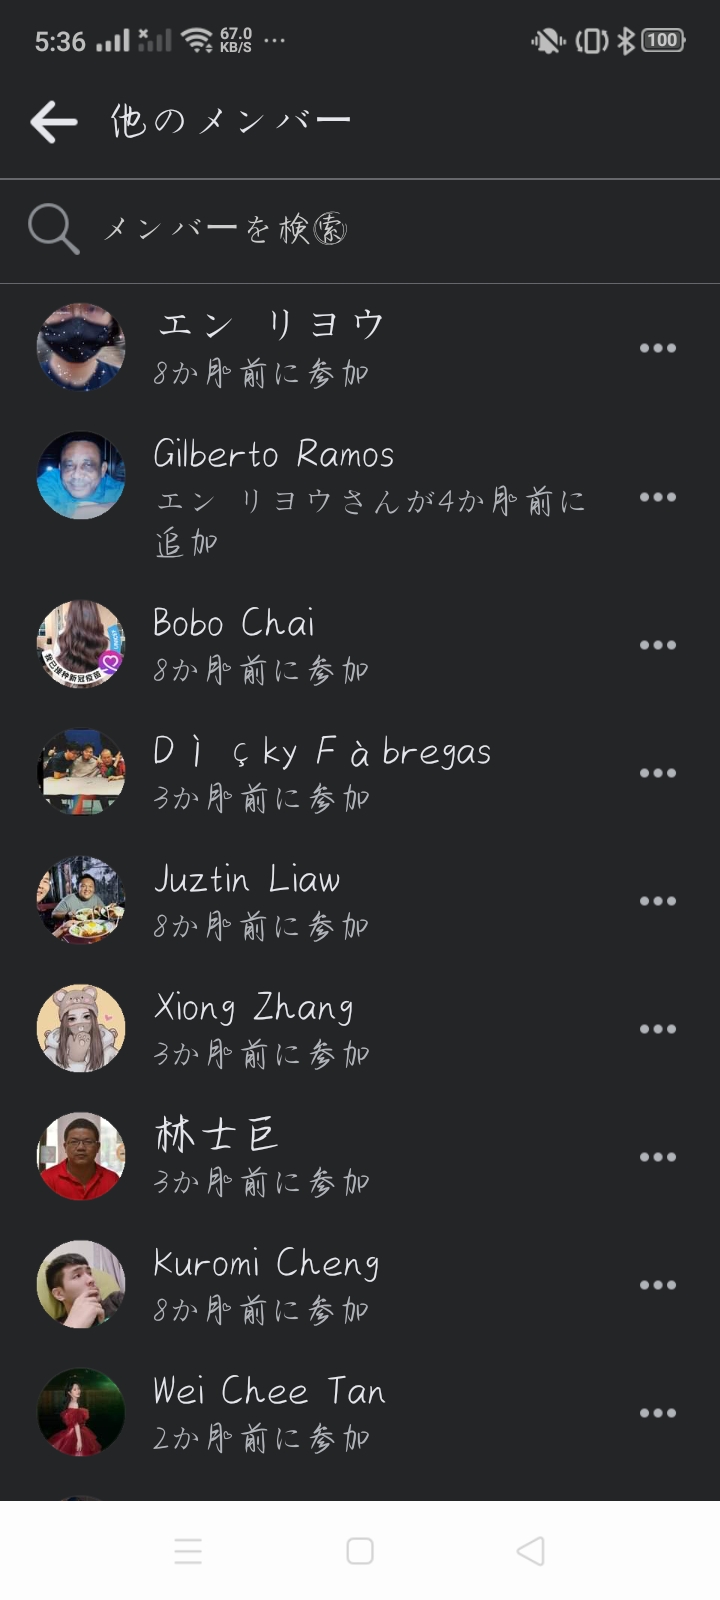 5:36 67.0 KB/S 100
他のメンバー
メンバーを検索
エン リヨウ
8か月前に参加
Gilberto Ramos
エン リヨウさんが4か月前に
追加
Bobo Chai
8か月前に参加
DÌçky Fàbregas
3か月前に参加
Juztin Liaw
8か月前に参加
Xiong Zhang
3か月前に参加
林士巨
3か月前に参加
Kuromi Cheng
8か月前に参加
Wei Chee Tan
2か月前に参加